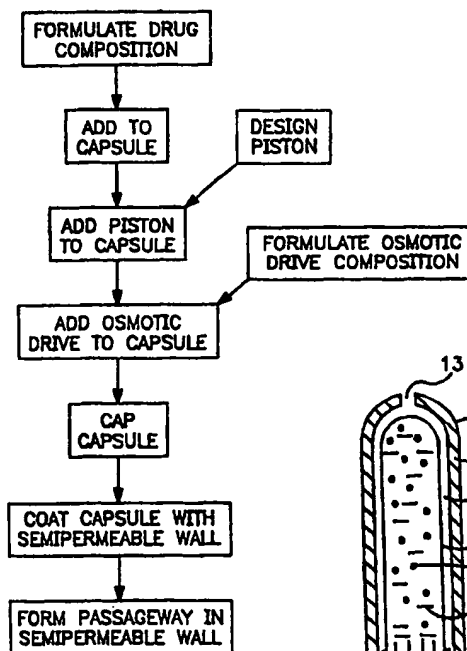 FORMULATE DRUG
COMPOSITION
ADD TO
CAPSULE
DESIGN
PISTON
ADD PISTON
TO CAPSULE
FORMULATE OSMOTIC
DRIVE COMPOSITION
ADD OSMOTIC
DRIVE TO CAPSULE
13
CAP
CAPSULE
COAT CAPSULE WITH
SEMIPERMEABLE WALL
FORM PASSAGEWAY IN
SEMIPERMEABLE WALL